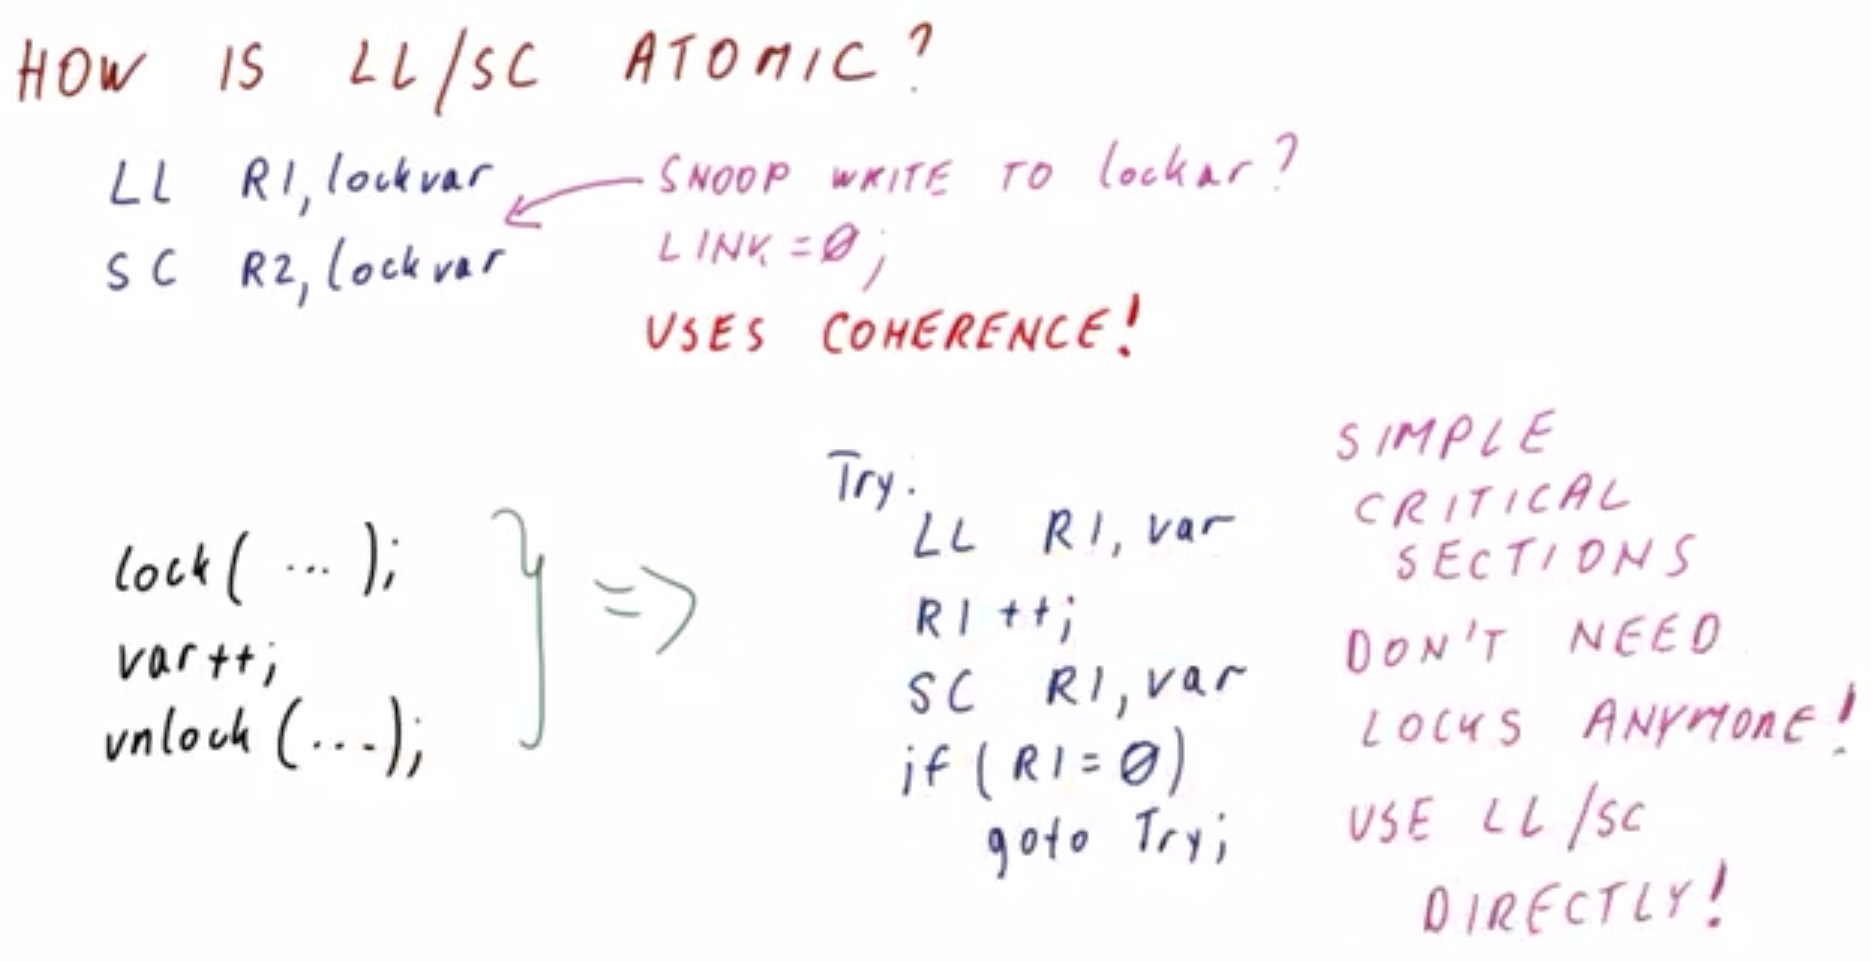 HOW IS LL/SC ATOMIC?
LL R1, lockvar
SC R2, lockvar
SNOOP WRITE TO lockar?
LINK = 0;
USES COHERENCE!
lock( ... );
var++;
unlock (...);
=>
Try:
LL R1, var
R1 ++;
SC R1, var
if ( R1 = 0)
goto Try;
SIMPLE
CRITICAL
SECTIONS
DON'T NEED
LOCKS ANYMORE!
USE LL/SC
DIRECTLY!